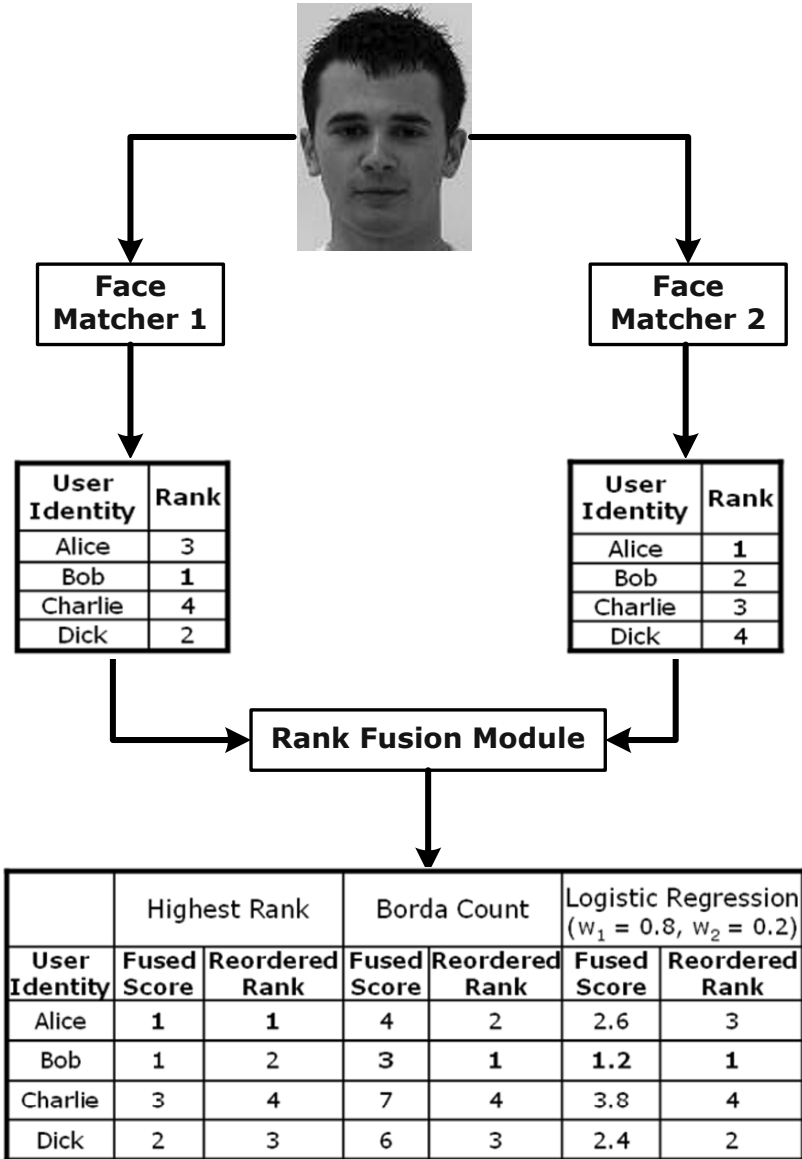 Face
Matcher 1
Face
Matcher 2
User
Identity Rank
Alice 3
Bob 1
Charlie 4
Dick 2
User
Identity Rank
Alice 1
Bob 2
Charlie 3
Dick 4
Rank Fusion Module
Highest Rank Borda Count Logistic Regression
(w₁ = 0.8, w₂ = 0.2)
User Fused Reordered Fused Reordered Fused Reordered
Identity Score Rank Score Rank Score Rank
Alice 1 1 4 2 2.6 3
Bob 1 2 3 1 1.2 1
Charlie 3 4 7 4 3.8 4
Dick 2 3 6 3 2.4 2